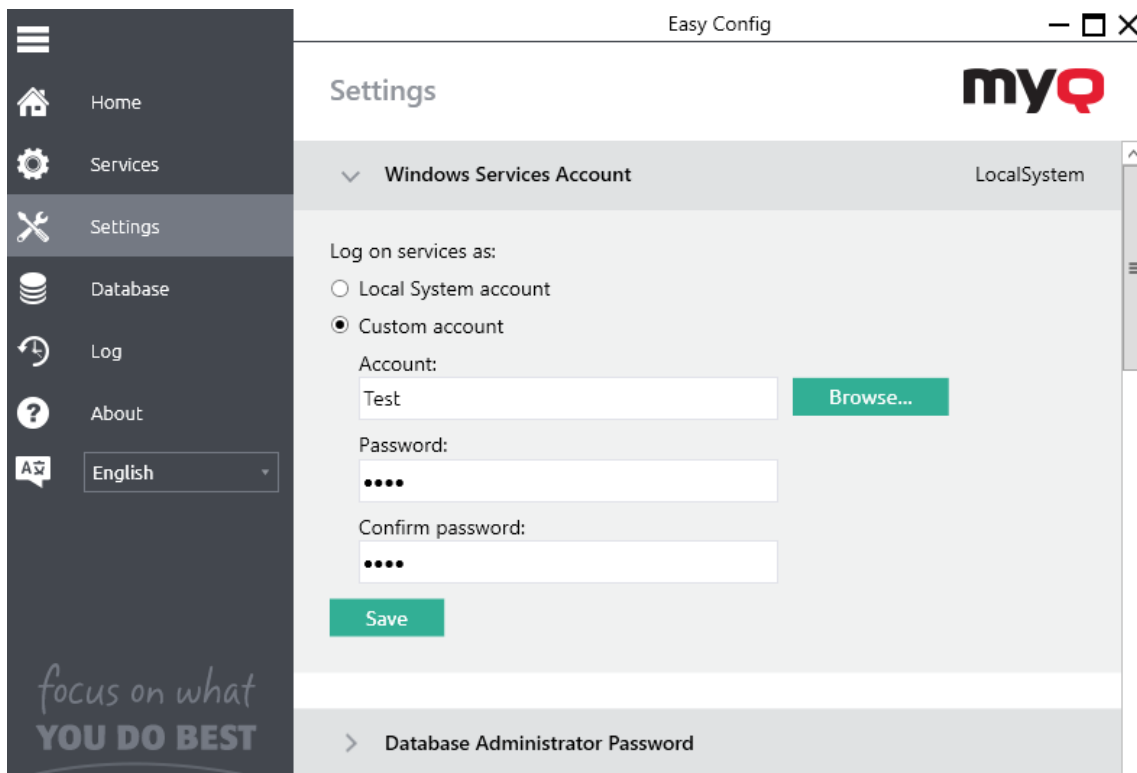 Easy Config
Home
Services
Settings
Database
Log
About
English
focus on what
YOU DO BEST
Settings
myQ
Windows Services Account LocalSystem
Log on services as:
Local System account
Custom account
Account:
Test Browse...
Password:
••••
Confirm password:
••••
Save
Database Administrator Password